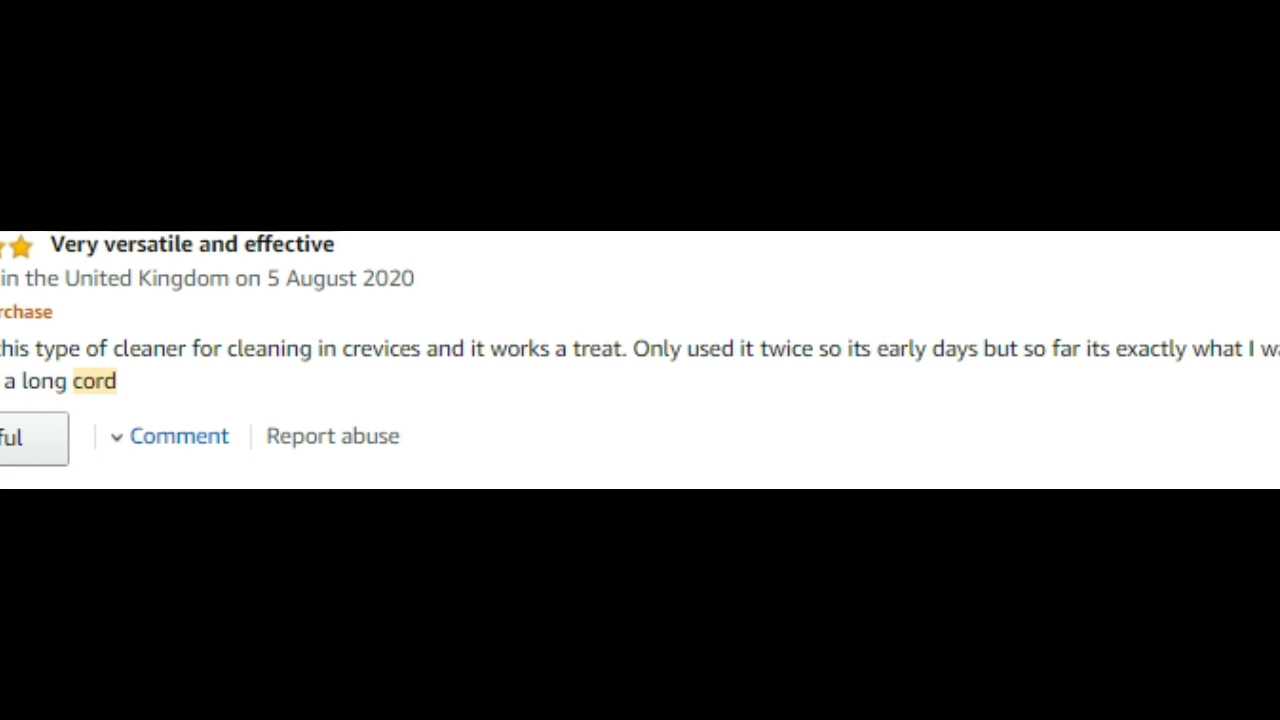 Very versatile and effective
in the United Kingdom on 5 August 2020
rchase
this type of cleaner for cleaning in crevices and it works a treat. Only used it twice so its early days but so far its exactly what I wa
a long cord
ful
Comment
Report abuse